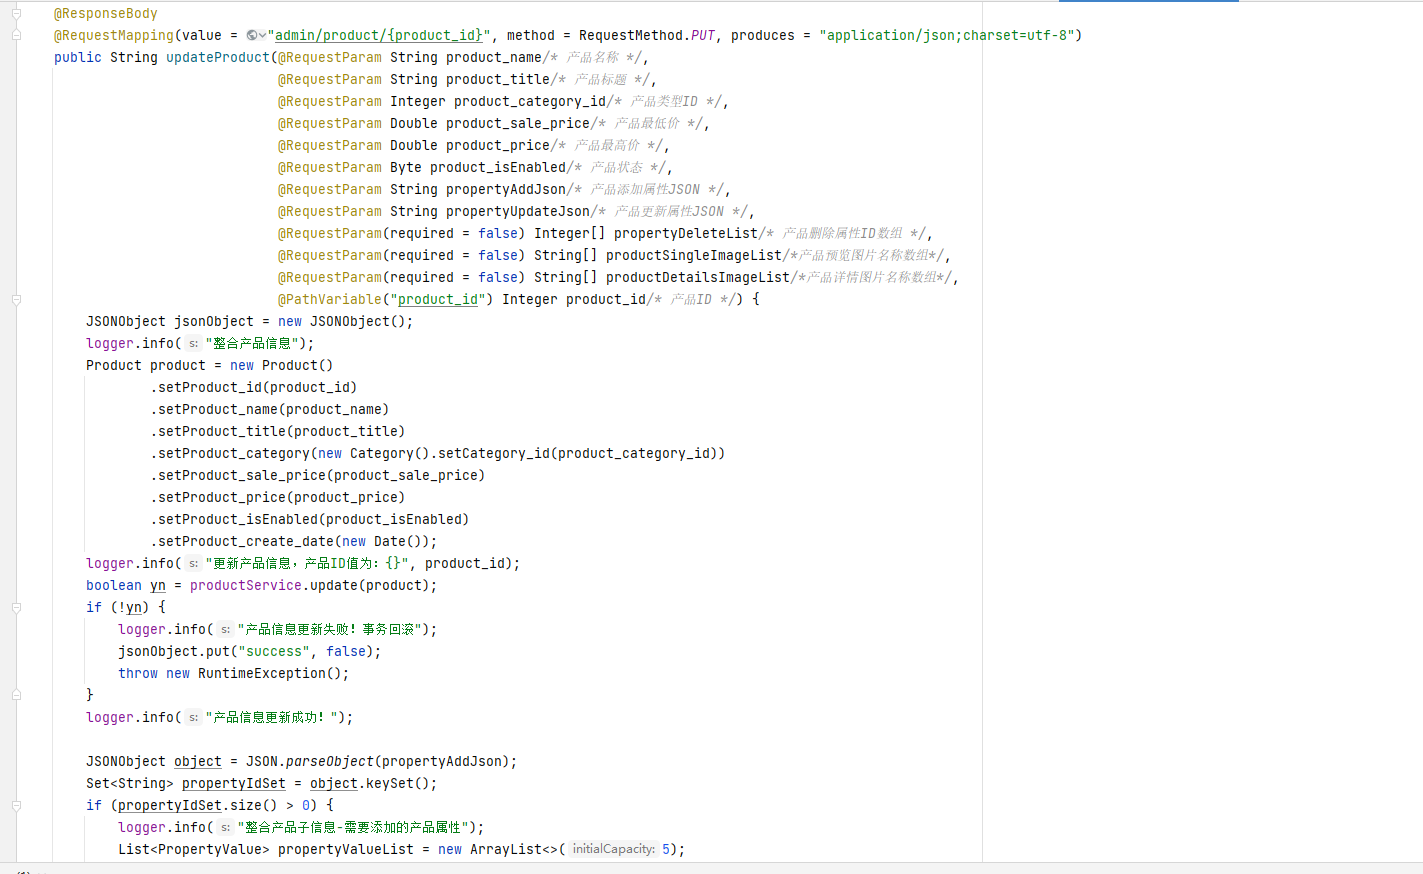 @ResponseBody
@RequestMapping(value = "admin/product/{product_id}", method = RequestMethod.PUT, produces = "application/json;charset=utf-8")
public String updateProduct(@RequestParam String product_name/* 产品名称 */,
@RequestParam String product_title/* 产品标题 */,
@RequestParam Integer product_category_id/* 产品类型ID */,
@RequestParam Double product_sale_price/* 产品最低价 */,
@RequestParam Double product_price/* 产品最高价 */,
@RequestParam Byte product_isEnabled/* 产品状态 */,
@RequestParam String propertyAddJson/* 产品添加属性JSON */,
@RequestParam String propertyUpdateJson/* 产品更新属性JSON */,
@RequestParam(required = false) Integer[] propertyDeleteList/* 产品删除属性ID数组 */,
@RequestParam(required = false) String[] productSingleImageList/*产品预览图片名称数组*/,
@RequestParam(required = false) String[] productDetailsImageList/*产品详情图片名称数组*/,
@PathVariable("product_id") Integer product_id/* 产品ID */) {
JSONObject jsonObject = new JSONObject();
logger.info( s: "整合产品信息");
Product product = new Product()
.setProduct_id(product_id)
.setProduct_name(product_name)
.setProduct_title(product_title)
.setProduct_category(new Category().setCategory_id(product_category_id))
.setProduct_sale_price(product_sale_price)
.setProduct_price(product_price)
.setProduct_isEnabled(product_isEnabled)
.setProduct_create_date(new Date());
logger.info( s: "更新产品信息，产品ID值为：{}", product_id);
boolean yn = productService.update(product);
if (!yn) {
logger.info( s: "产品信息更新失败！事务回滚");
jsonObject.put("success", false);
throw new RuntimeException();
}
logger.info( s: "产品信息更新成功！");
JSONObject object = JSON.parseObject(propertyAddJson);
Set<String> propertyIdSet = object.keySet();
if (propertyIdSet.size() > 0) {
logger.info( s: "整合产品子信息-需要添加的产品属性");
List<PropertyValue> propertyValueList = new ArrayList<>( initialCapacity: 5);